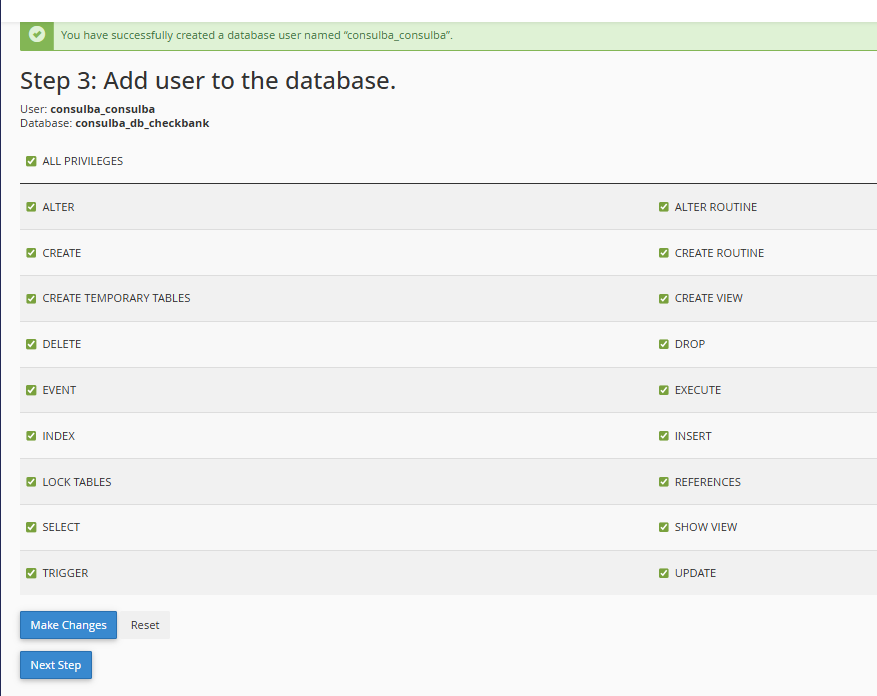 You have successfully created a database user named “consulba_consulba”.
Step 3: Add user to the database.
User: consulba_consulba
Database: consulba_db_checkbank
ALL PRIVILEGES
ALTER
ALTER ROUTINE
CREATE
CREATE ROUTINE
CREATE TEMPORARY TABLES
CREATE VIEW
DELETE
DROP
EVENT
EXECUTE
INDEX
INSERT
LOCK TABLES
REFERENCES
SELECT
SHOW VIEW
TRIGGER
UPDATE
Make Changes
Reset
Next Step